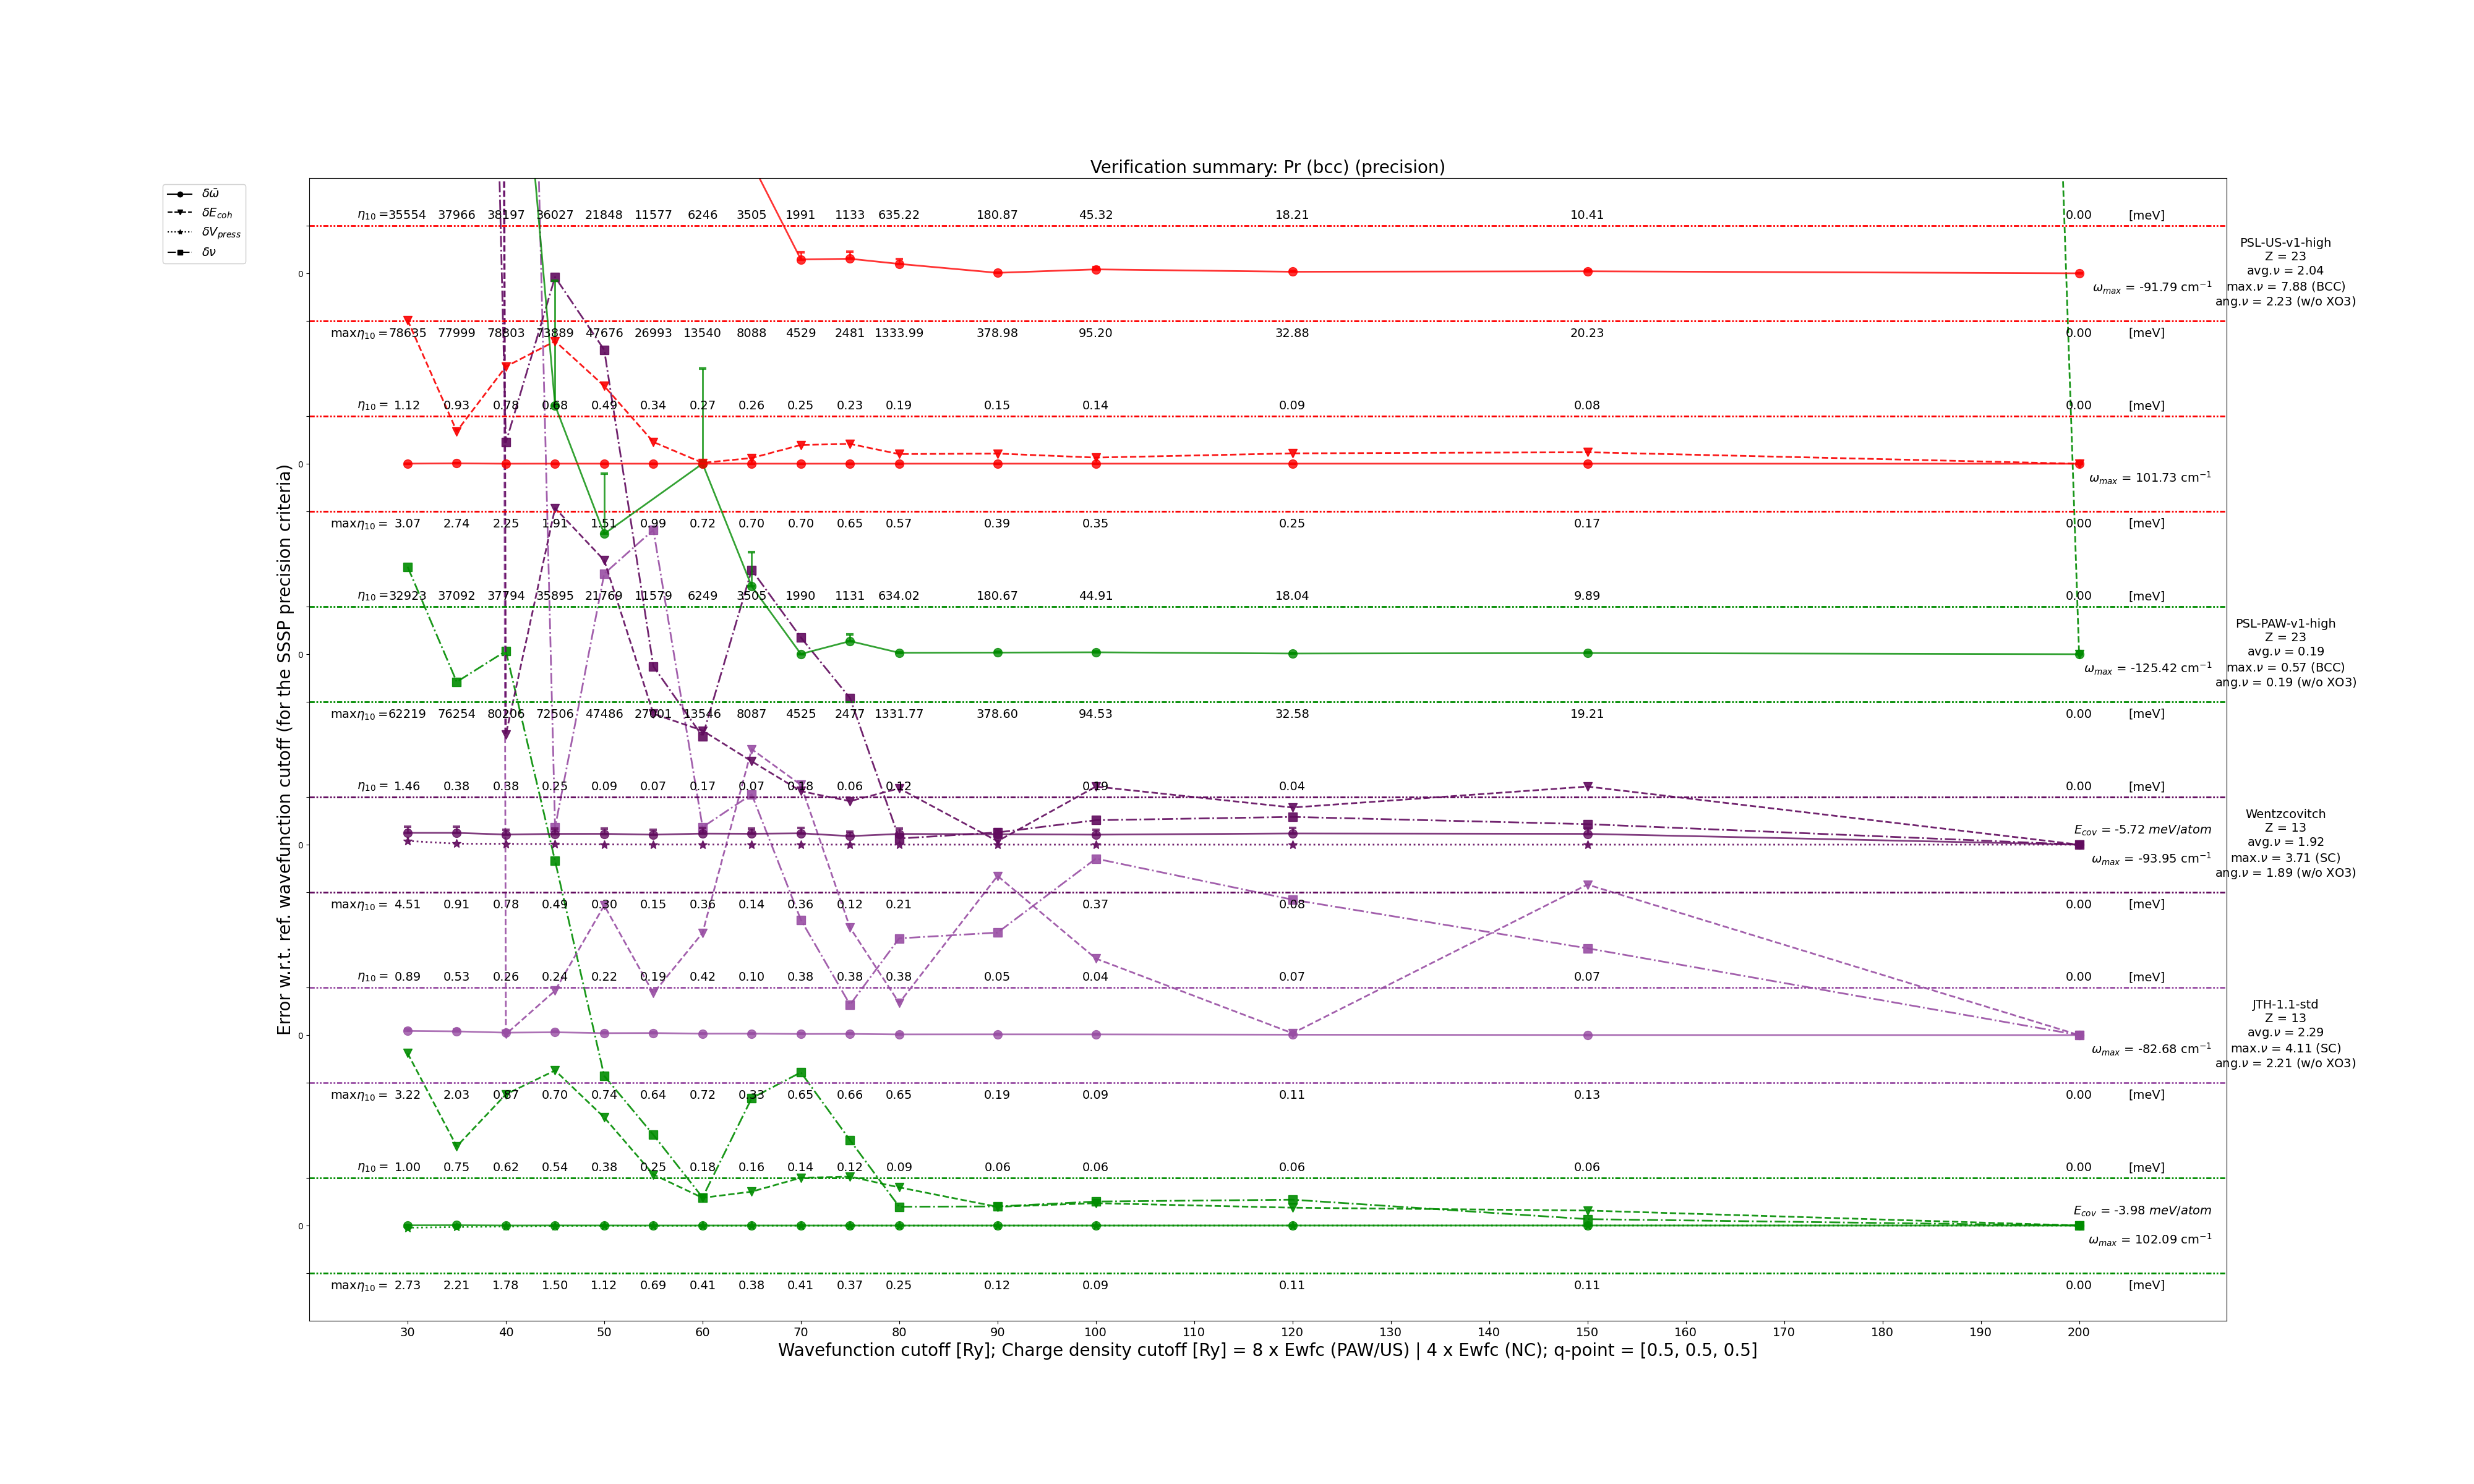 Verification summary: Pr (bcc) (precision)
δω̄
δE_coh
δV_press
δν
η₁₀ = 35554 37966 38197 36027 21848 11577 6246 3505 1991 1133 635.22 180.87 45.32 18.21 10.41 0.00 [meV]
0
ω_max = -91.79 cm⁻¹
PSL-US-v1-high
Z = 23
avg.ν = 2.04
max.ν = 7.88 (BCC)
ang.ν = 2.23 (w/o XO3)
maxη₁₀ = 78635 77999 78803 73889 47676 26993 13540 8088 4529 2481 1333.99 378.98 95.20 32.88 20.23 0.00 [meV]
η₁₀ = 1.12 0.93 0.78 0.68 0.49 0.34 0.27 0.26 0.25 0.23 0.19 0.15 0.14 0.09 0.08 0.00 [meV]
0
ω_max = 101.73 cm⁻¹
maxη₁₀ = 3.07 2.74 2.25 1.91 1.51 0.99 0.72 0.70 0.70 0.65 0.57 0.39 0.35 0.25 0.17 0.00 [meV]
η₁₀ = 32923 37092 37794 35895 21769 11579 6249 3505 1990 1131 634.02 180.67 44.91 18.04 9.89 0.00 [meV]
0
ω_max = -125.42 cm⁻¹
PSL-PAW-v1-high
Z = 23
avg.ν = 0.19
max.ν = 0.57 (BCC)
ang.ν = 0.19 (w/o XO3)
maxη₁₀ = 62219 76254 80206 72506 47486 27001 13546 8087 4525 2477 1331.77 378.60 94.53 32.58 19.21 0.00 [meV]
η₁₀ = 1.46 0.38 0.38 0.25 0.09 0.07 0.17 0.07 0.18 0.06 0.12 0.04 0.00 [meV]
0
E_cov = -5.72 meV/atom
ω_max = -93.95 cm⁻¹
Wentzcovitch
Z = 13
avg.ν = 1.92
max.ν = 3.71 (SC)
ang.ν = 1.89 (w/o XO3)
maxη₁₀ = 4.51 0.91 0.78 0.49 0.30 0.15 0.36 0.14 0.36 0.12 0.21 0.37 0.08 0.00 [meV]
η₁₀ = 0.89 0.53 0.26 0.24 0.22 0.19 0.42 0.10 0.38 0.38 0.38 0.05 0.04 0.07 0.07 0.00 [meV]
0
ω_max = -82.68 cm⁻¹
JTH-1.1-std
Z = 13
avg.ν = 2.29
max.ν = 4.11 (SC)
ang.ν = 2.21 (w/o XO3)
maxη₁₀ = 3.22 2.03 0.87 0.70 0.74 0.64 0.72 0.33 0.65 0.66 0.65 0.19 0.09 0.11 0.13 0.00 [meV]
η₁₀ = 1.00 0.75 0.62 0.54 0.38 0.25 0.18 0.16 0.14 0.12 0.09 0.06 0.06 0.06 0.06 0.00 [meV]
0
E_cov = -3.98 meV/atom
ω_max = 102.09 cm⁻¹
maxη₁₀ = 2.73 2.21 1.78 1.50 1.12 0.69 0.41 0.38 0.41 0.37 0.25 0.12 0.09 0.11 0.11 0.00 [meV]
30 40 50 60 70 80 90 100 110 120 130 140 150 160 170 180 190 200
Wavefunction cutoff [Ry]; Charge density cutoff [Ry] = 8 x Ewfc (PAW/US) | 4 x Ewfc (NC); q-point = [0.5, 0.5, 0.5]
Error w.r.t. ref. wavefunction cutoff (for the SSSP precision criteria)